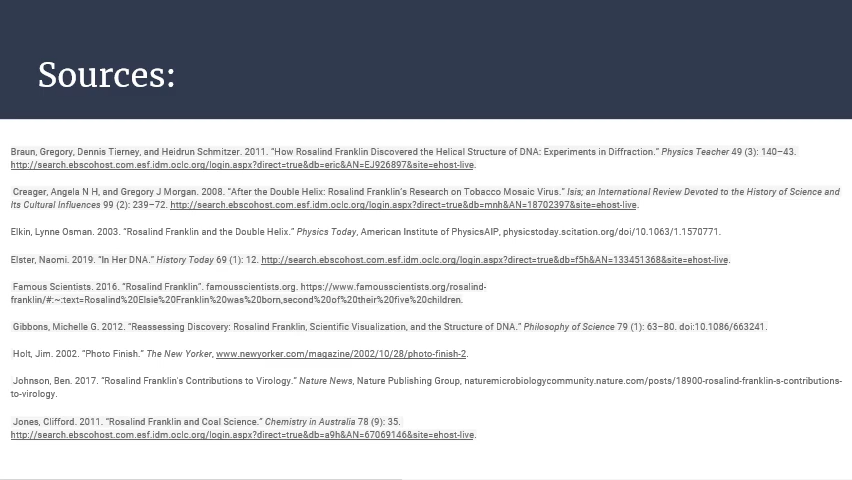 Sources:
Braun, Gregory, Dennis Tierney, and Heidrun Schmitzer. 2011. “How Rosalind Franklin Discovered the Helical Structure of DNA: Experiments in Diffraction.” Physics Teacher 49 (3): 140–43.
http://search.ebscohost.com.esf.idm.oclc.org/login.aspx?direct=true&db=eric&AN=EJ926897&site=ehost-live.
Creager, Angela N H, and Gregory J Morgan. 2008. “After the Double Helix: Rosalind Franklin’s Research on Tobacco Mosaic Virus.” Isis; an International Review Devoted to the History of Science and
Its Cultural Influences 99 (2): 239–72. http://search.ebscohost.com.esf.idm.oclc.org/login.aspx?direct=true&db=mnh&AN=18702397&site=ehost-live.
Elkin, Lynne Osman. 2003. “Rosalind Franklin and the Double Helix.” Physics Today, American Institute of PhysicsAIP, physicstoday.scitation.org/doi/10.1063/1.1570771.
Elster, Naomi. 2019. “In Her DNA.” History Today 69 (1): 12. http://search.ebscohost.com.esf.idm.oclc.org/login.aspx?direct=true&db=f5h&AN=133451368&site=ehost-live.
Famous Scientists. 2016. “Rosalind Franklin”. famousscientists.org. https://www.famousscientists.org/rosalind-
franklin/#:~:text=Rosalind%20Elsie%20Franklin%20was%20born,second%20of%20their%20five%20children.
Gibbons, Michelle G. 2012. “Reassessing Discovery: Rosalind Franklin, Scientific Visualization, and the Structure of DNA.” Philosophy of Science 79 (1): 63–80. doi:10.1086/663241.
Holt, Jim. 2002. “Photo Finish.” The New Yorker, www.newyorker.com/magazine/2002/10/28/photo-finish-2.
Johnson, Ben. 2017. “Rosalind Franklin’s Contributions to Virology.” Nature News, Nature Publishing Group, naturemicrobiologycommunity.nature.com/posts/18900-rosalind-franklin-s-contributions-
to-virology.
Jones, Clifford. 2011. “Rosalind Franklin and Coal Science.” Chemistry in Australia 78 (9): 35.
http://search.ebscohost.com.esf.idm.oclc.org/login.aspx?direct=true&db=a9h&AN=67069146&site=ehost-live.